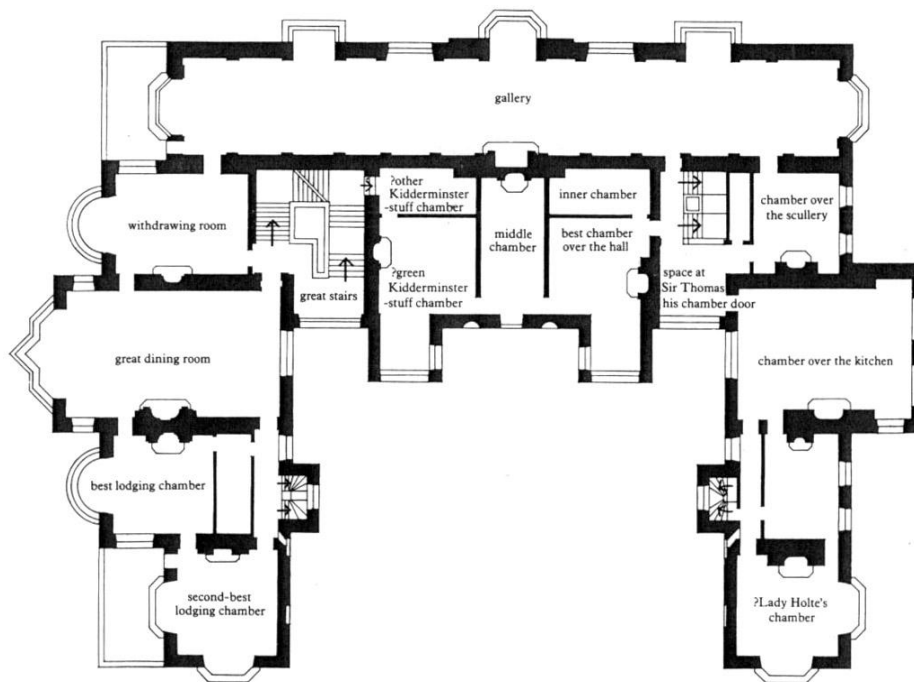 gallery
?other
Kidderminster
-stuff chamber
inner chamber
chamber
over
the scullery
withdrawing room
middle
chamber
best chamber
over the hall
?green
Kidderminster
-stuff chamber
space at
Sir Thomas
his chamber door
great stairs
great dining room
chamber over the kitchen
best lodging chamber
second-best
lodging chamber
?Lady Holte's
chamber